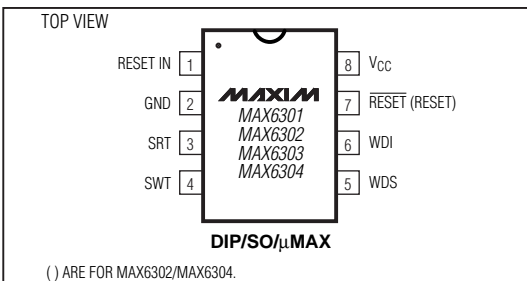 TOP VIEW
RESET IN 1
GND 2
SRT 3
SWT 4
MAXIM
MAX6301
MAX6302
MAX6303
MAX6304
8 VCC
7 RESET (RESET)
6 WDI
5 WDS
DIP/SO/μMAX
( ) ARE FOR MAX6302/MAX6304.